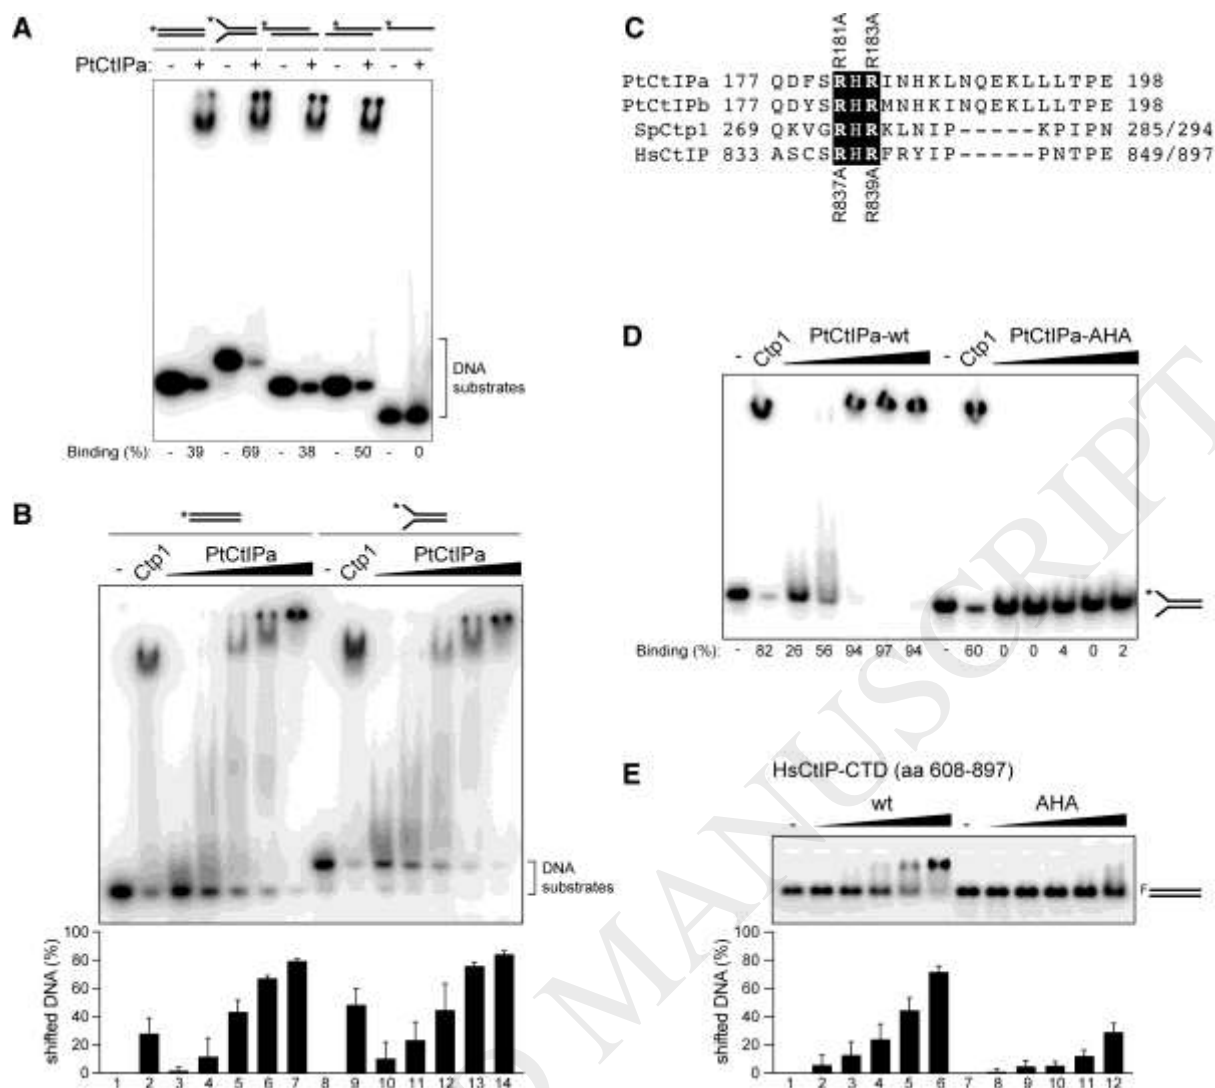 A
* * * * *
PtCtIPa: - + - + - + - + - +
DNA
substrates
Binding (%): - 39 - 69 - 38 - 50 - 0
B
* *
- Ctp1 PtCtIPa - Ctp1 PtCtIPa
DNA
substrates
shifted DNA (%)
100
80
60
40
20
0
1 2 3 4 5 6 7 8 9 10 11 12 13 14
C
R181A R183A
PtCtIPa 177 QDFSRHRINHKLNQEKLLLTPE 198
PtCtIPb 177 QDYSRHRMNHKINQEKLLLTPE 198
SpCtp1 269 QKVGRHRKLNIP-----KPIPN 285/294
HsCtIP 833 ASCSRHRFRYIP-----PNTPE 849/897
R837A R839A
D
- Ctp1 PtCtIPa-wt - Ctp1 PtCtIPa-AHA
*
Binding (%): - 82 26 56 94 97 94 - 60 0 0 4 0 2
E
HsCtIP-CTD (aa 608-897)
- wt - AHA
F
shifted DNA (%)
100
80
60
40
20
0
1 2 3 4 5 6 7 8 9 10 11 12
D MANUSCRIPT